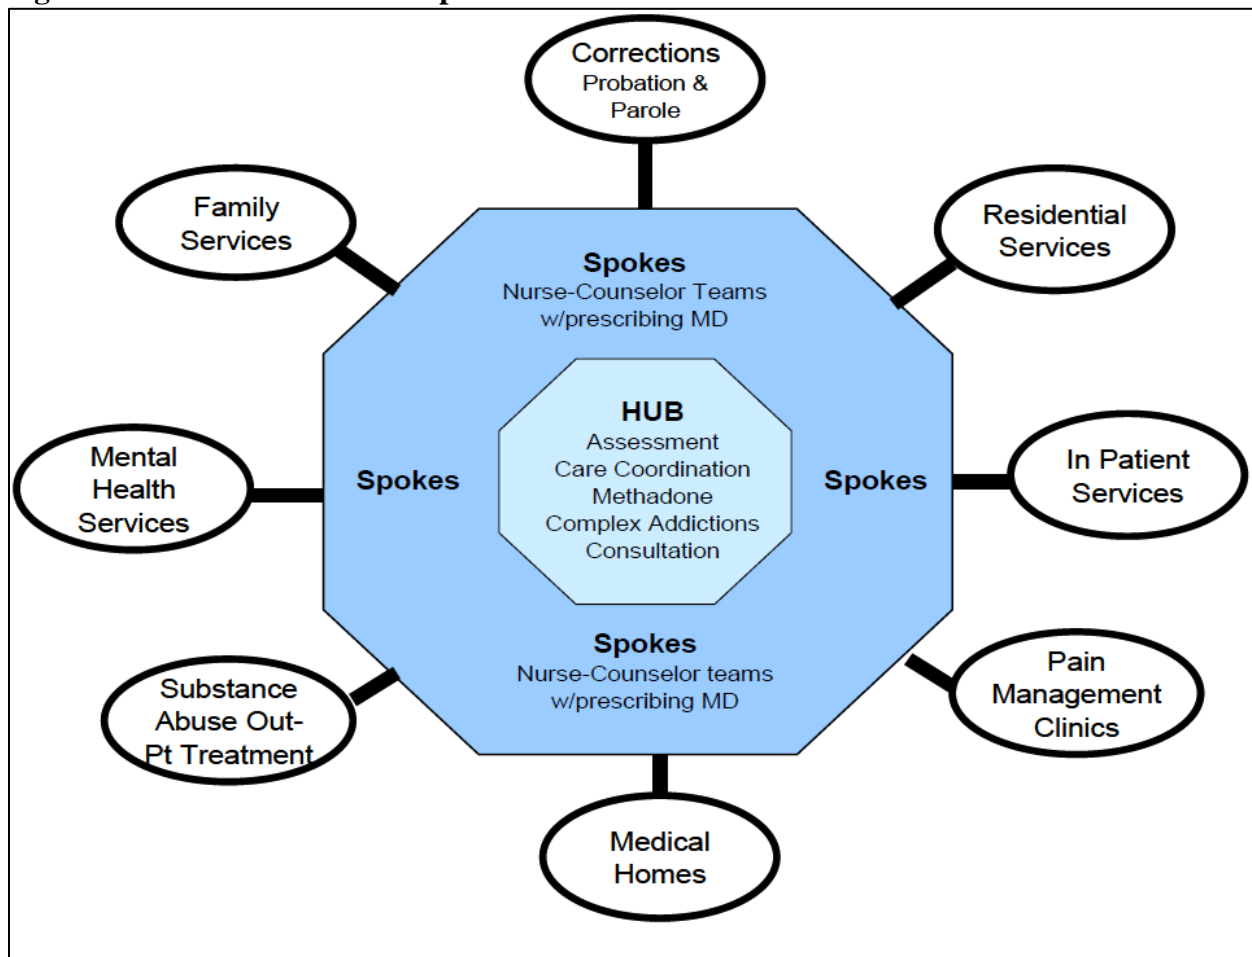 Corrections
Probation &
Parole
Family
Services
Residential
Services
Spokes
Nurse-Counselor Teams
w/prescribing MD
HUB
Assessment
Care Coordination
Methadone
Complex Addictions
Consultation
Mental
Health
Services
Spokes
Spokes
In Patient
Services
Spokes
Nurse-Counselor teams
w/prescribing MD
Substance
Abuse Out-
Pt Treatment
Pain
Management
Clinics
Medical
Homes